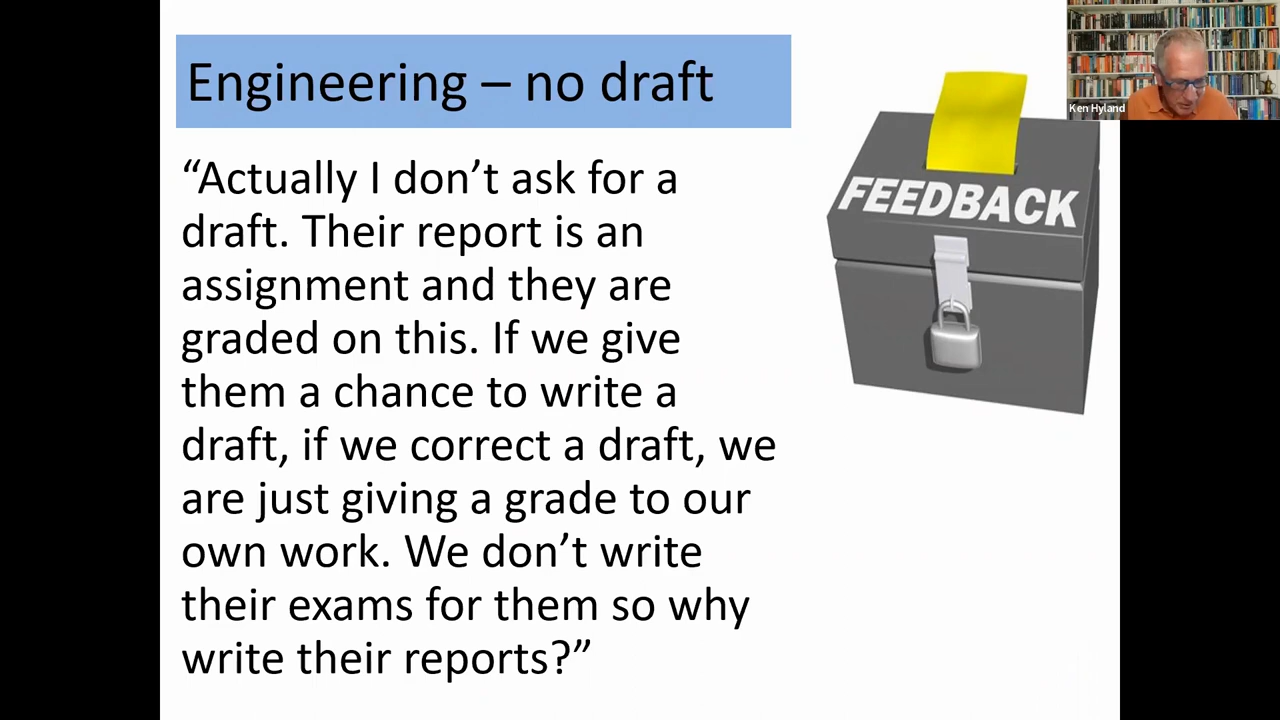 Engineering – no draft
“Actually I don’t ask for a
draft. Their report is an
assignment and they are
graded on this. If we give
them a chance to write a
draft, if we correct a draft, we
are just giving a grade to our
own work. We don’t write
their exams for them so why
write their reports?”
FEEDBACK
Ken Hyland